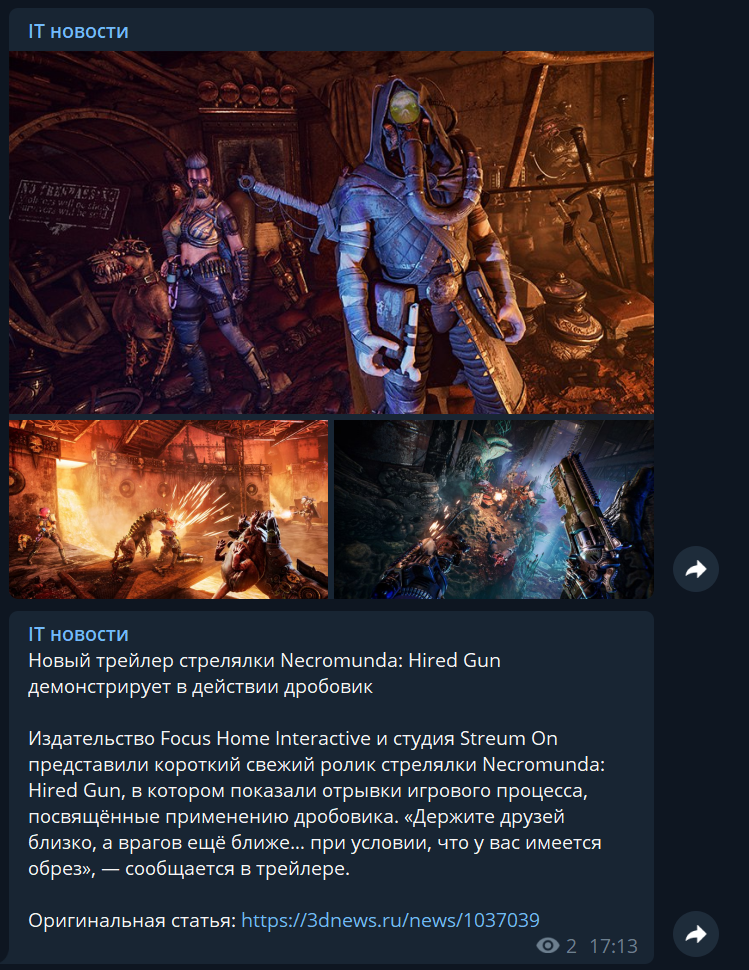 IT новости
IT новости
Новый трейлер стрелялки Necromunda: Hired Gun
демонстрирует в действии дробовик
Издательство Focus Home Interactive и студия Streum On
представили короткий свежий ролик стрелялки Necromunda:
Hired Gun, в котором показали отрывки игрового процесса,
посвящённые применению дробовика. «Держите друзей
близко, а врагов ещё ближе... при условии, что у вас имеется
обрез», — сообщается в трейлере.
Оригинальная статья: https://3dnews.ru/news/1037039
2 17:13